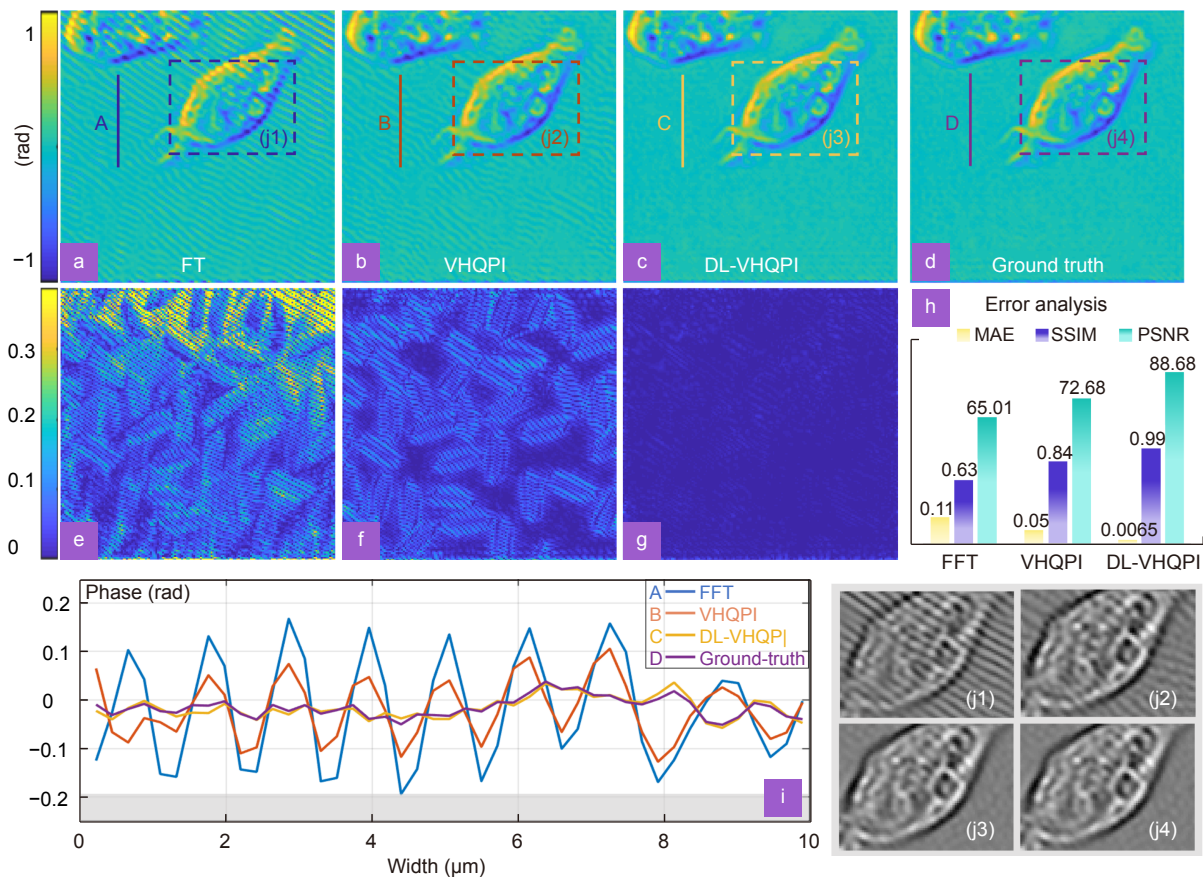 1
(rad)
−1
A
(j1)
a
FT
B
(j2)
b
VHQPI
C
(j3)
c
DL-VHQPI
D
(j4)
d
Ground truth
0.3
0.2
0.1
0
e
f
g
h
Error analysis
MAE SSIM PSNR
0.11
0.63
65.01
0.05
0.84
72.68
0.0065
0.99
88.68
FFT VHQPI DL-VHQPI
Phase (rad)
0.2
0.1
0
−0.1
−0.2
A FFT
B VHQPI
C DL-VHQP|
D Ground-truth
i
0 2 4 6 8 10
Width (μm)
(j1)
(j2)
(j3)
(j4)